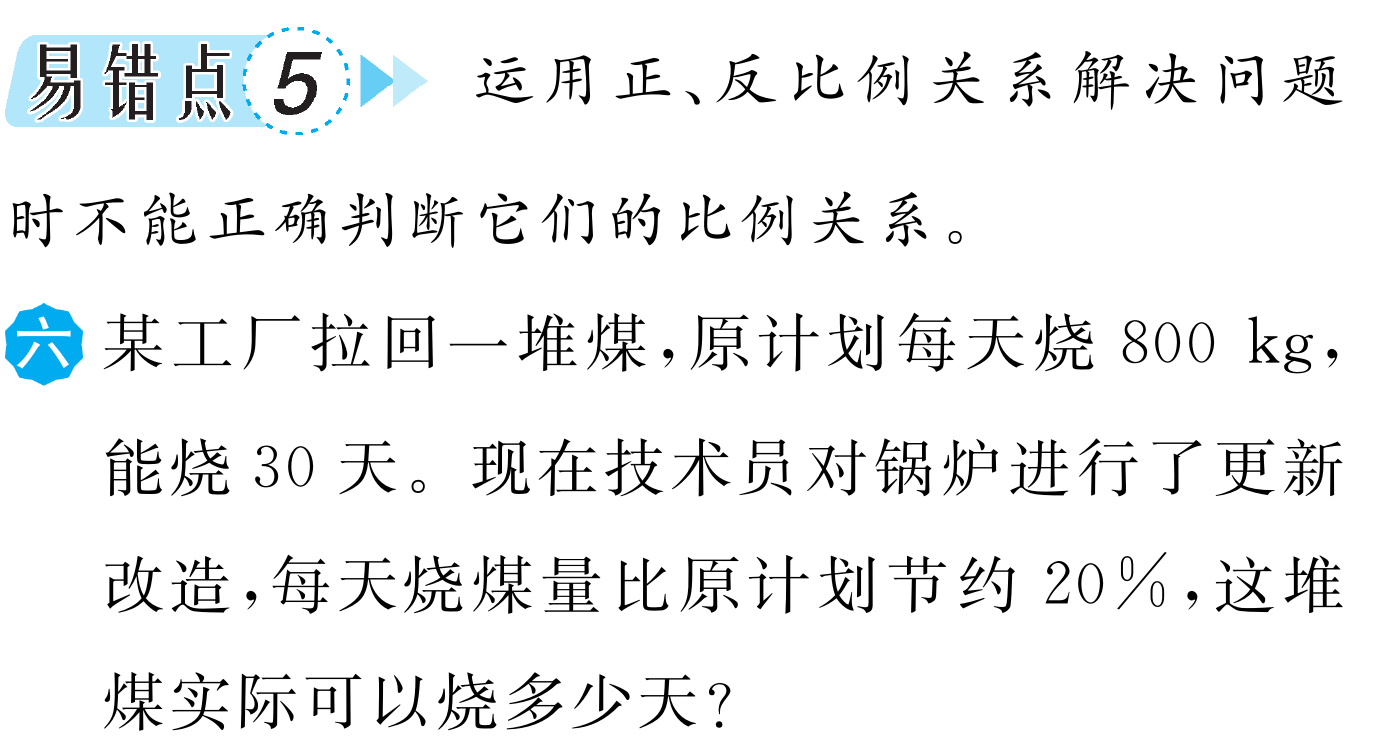 易错点5 运用正、反比例关系解决问题
时不能正确判断它们的比例关系。
六 某工厂拉回一堆煤,原计划每天烧 800 kg,
能烧 30 天。现在技术员对锅炉进行了更新
改造,每天烧煤量比原计划节约 20%,这堆
煤实际可以烧多少天?